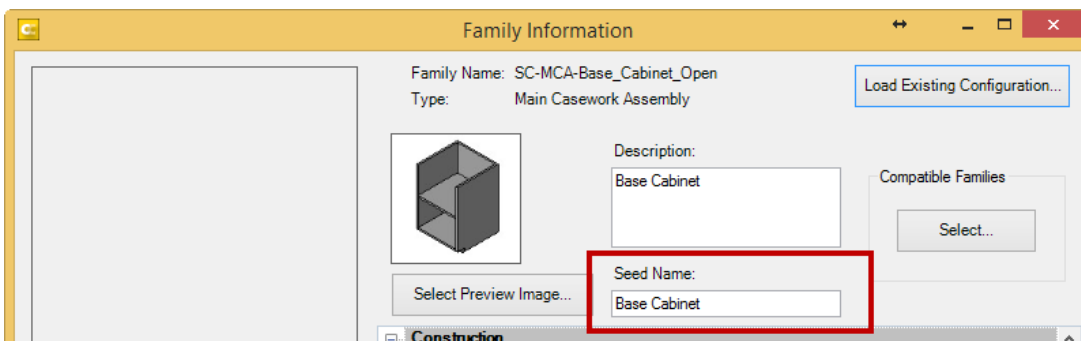 Family Information
Family Name: SC-MCA-Base_Cabinet_Open
Type: Main Casework Assembly
Load Existing Configuration...
Description:
Base Cabinet
Compatible Families
Select...
Seed Name:
Base Cabinet
Select Preview Image...
Construction